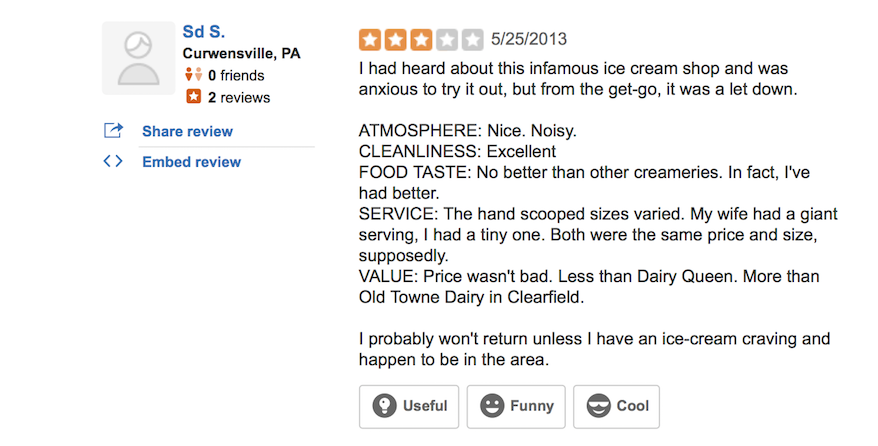 Sd S.
Curwensville, PA
0 friends
2 reviews
Share review
Embed review
5/25/2013
I had heard about this infamous ice cream shop and was
anxious to try it out, but from the get-go, it was a let down.
ATMOSPHERE: Nice. Noisy.
CLEANLINESS: Excellent
FOOD TASTE: No better than other creameries. In fact, I've
had better.
SERVICE: The hand scooped sizes varied. My wife had a giant
serving, I had a tiny one. Both were the same price and size,
supposedly.
VALUE: Price wasn't bad. Less than Dairy Queen. More than
Old Towne Dairy in Clearfield.
I probably won't return unless I have an ice-cream craving and
happen to be in the area.
Useful
Funny
Cool